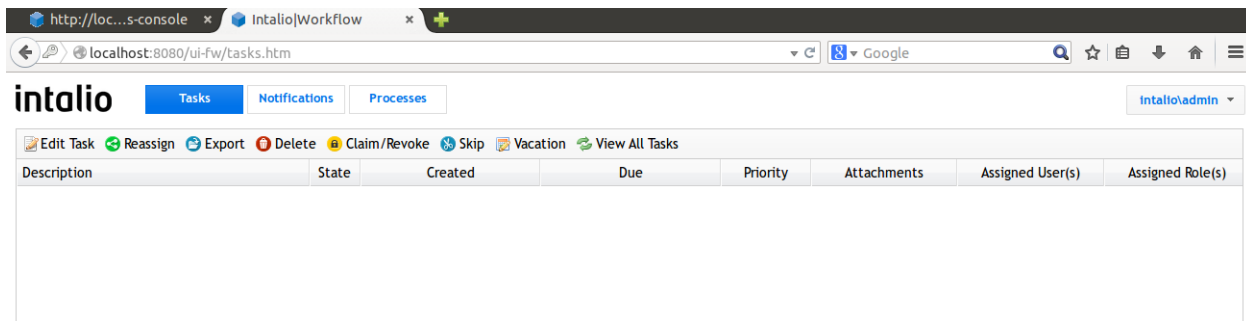 http://loc...s-console Intalio|Workflow
localhost:8080/ui-fw/tasks.htm Google
intalio Tasks Notifications Processes intalio\admin
Edit Task Reassign Export Delete Claim/Revoke Skip Vacation View All Tasks
Description State Created Due Priority Attachments Assigned User(s) Assigned Role(s)